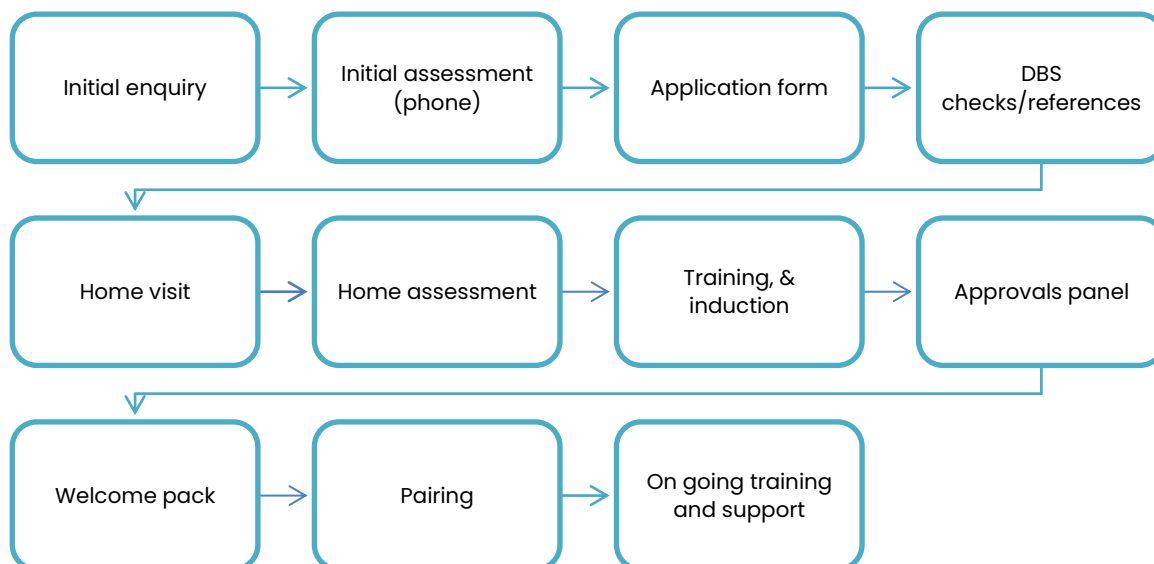 Initial enquiry
Initial assessment
(phone)
Application form
DBS
checks/references
Home visit
Home assessment
Training, &
induction
Approvals panel
Welcome pack
Pairing
On going training
and support